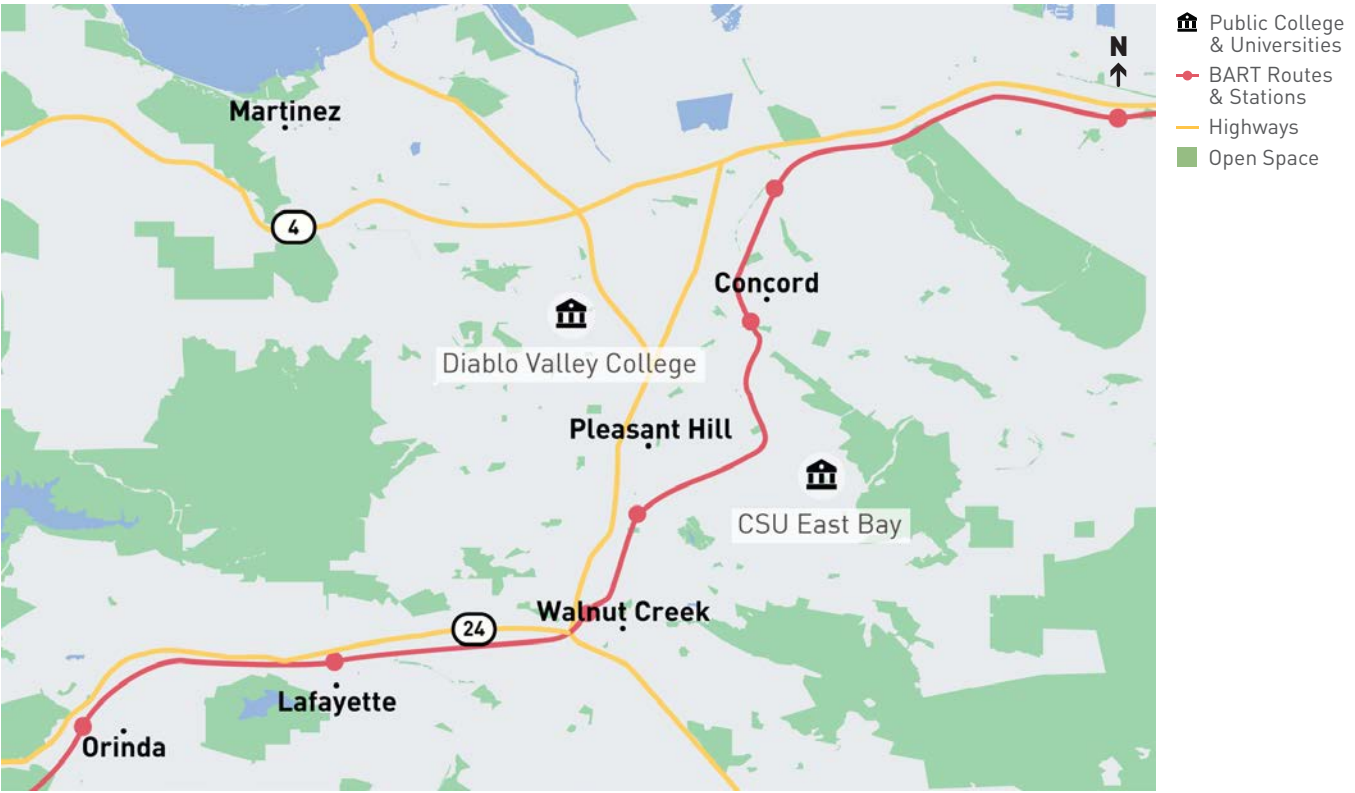 Martinez
4
Concord
Diablo Valley College
Pleasant Hill
CSU East Bay
Walnut Creek
24
Lafayette
Orinda
N
Public College
& Universities
BART Routes
& Stations
Highways
Open Space